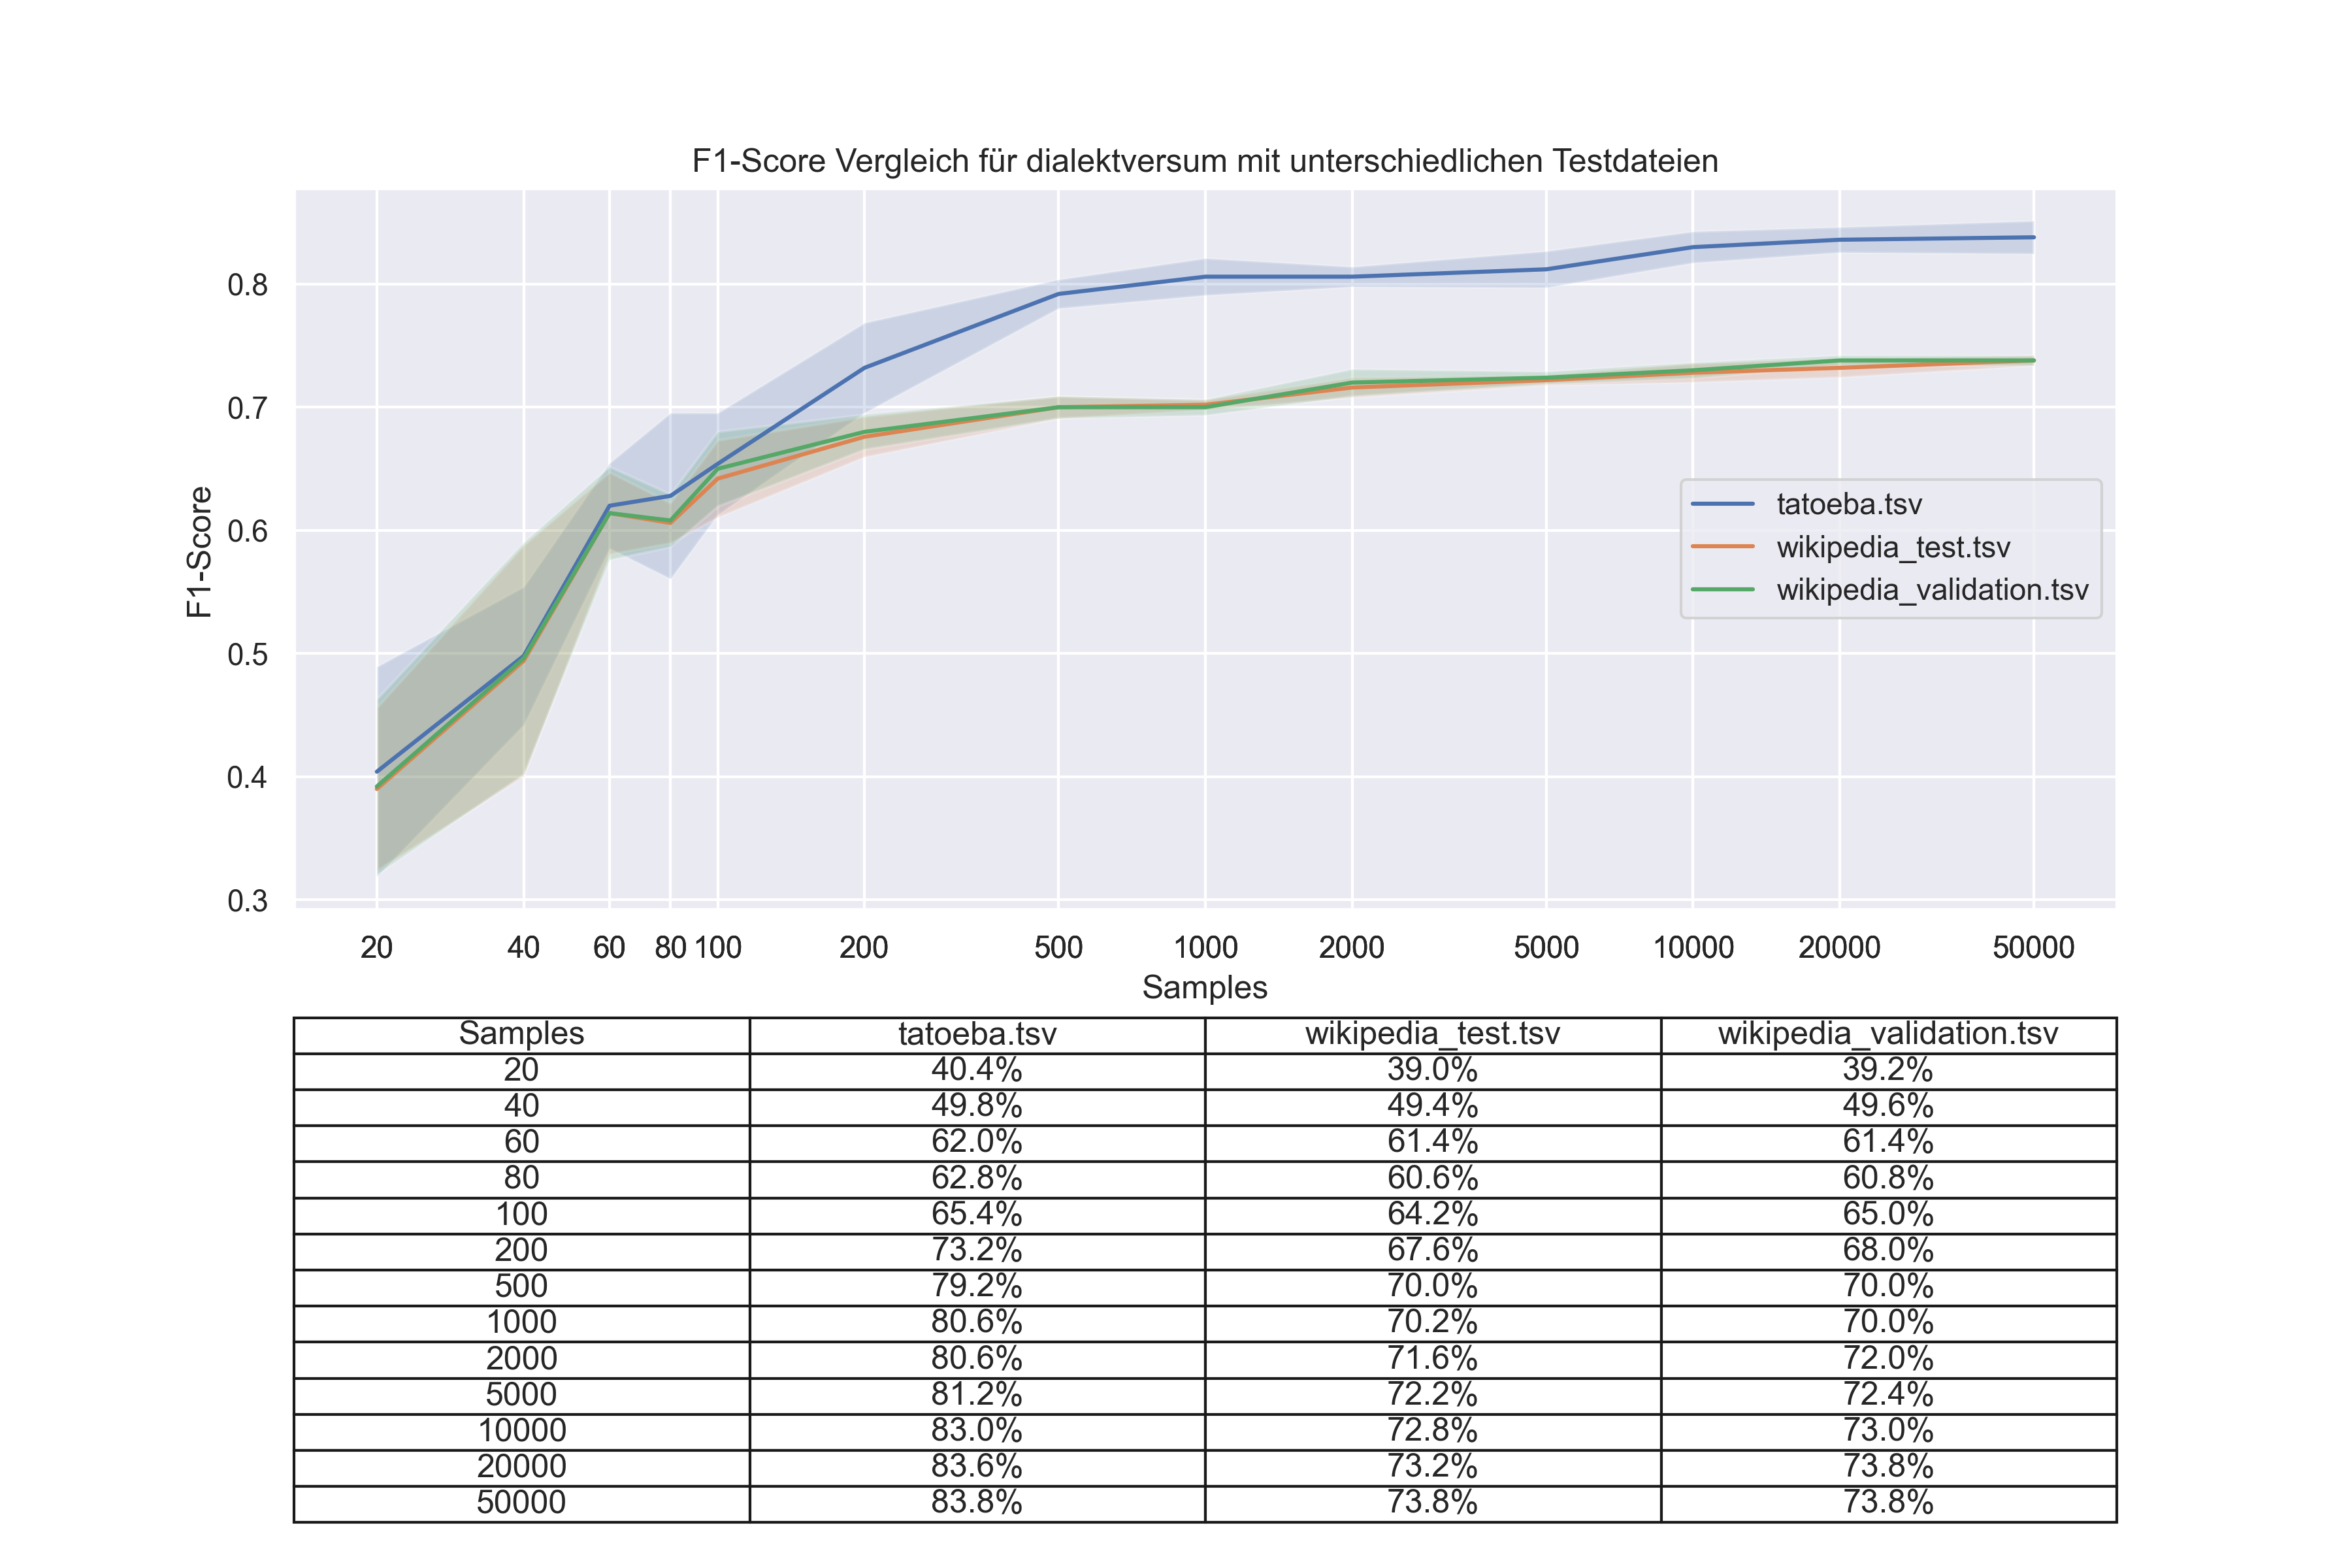 F1-Score Vergleich für dialektversum mit unterschiedlichen Testdateien
F1-Score
0.8
0.7
0.6
0.5
0.4
0.3
tatoeba.tsv
wikipedia_test.tsv
wikipedia_validation.tsv
20 40 60 80 100 200 500 1000 2000 5000 10000 20000 50000
Samples
Samples tatoeba.tsv wikipedia_test.tsv wikipedia_validation.tsv
20 40.4% 39.0% 39.2%
40 49.8% 49.4% 49.6%
60 62.0% 61.4% 61.4%
80 62.8% 60.6% 60.8%
100 65.4% 64.2% 65.0%
200 73.2% 67.6% 68.0%
500 79.2% 70.0% 70.0%
1000 80.6% 70.2% 70.0%
2000 80.6% 71.6% 72.0%
5000 81.2% 72.2% 72.4%
10000 83.0% 72.8% 73.0%
20000 83.6% 73.2% 73.8%
50000 83.8% 73.8% 73.8%